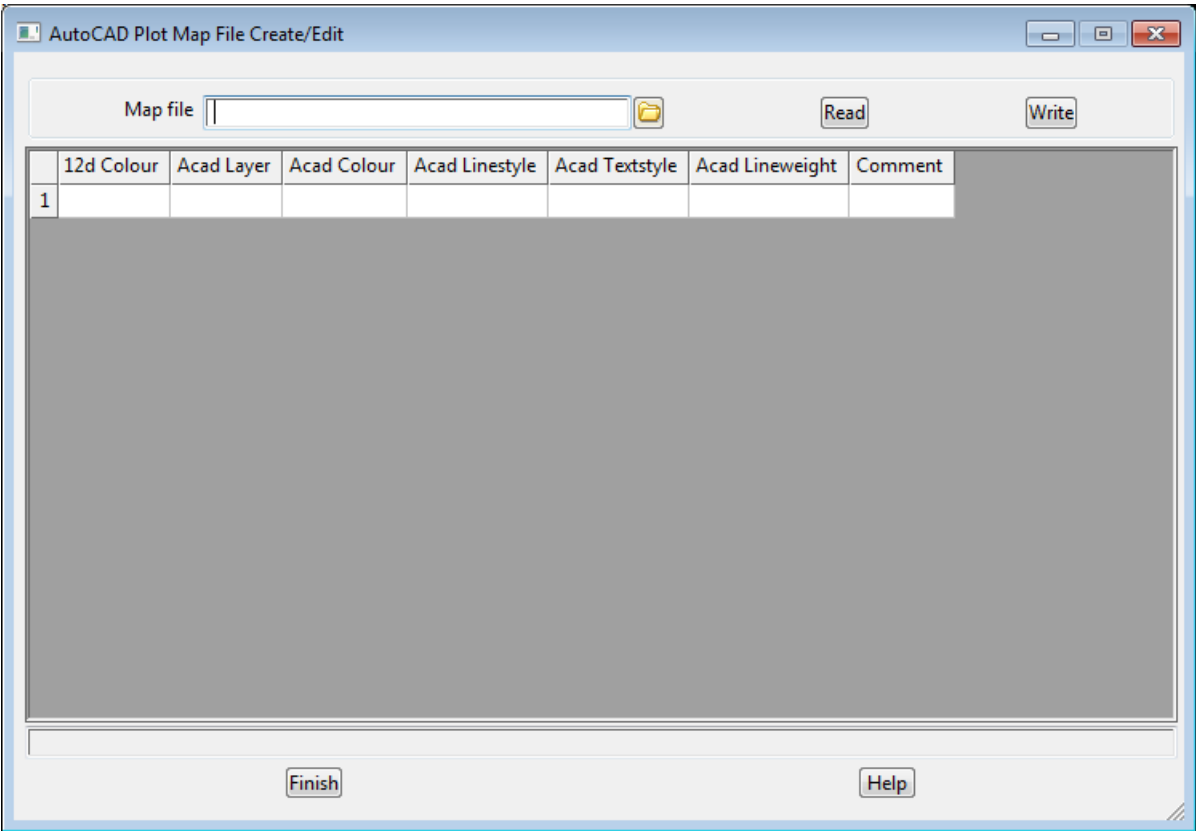 AutoCAD Plot Map File Create/Edit
Map file Read Write
12d Colour Acad Layer Acad Colour Acad Linestyle Acad Textstyle Acad Lineweight Comment
1
Finish Help